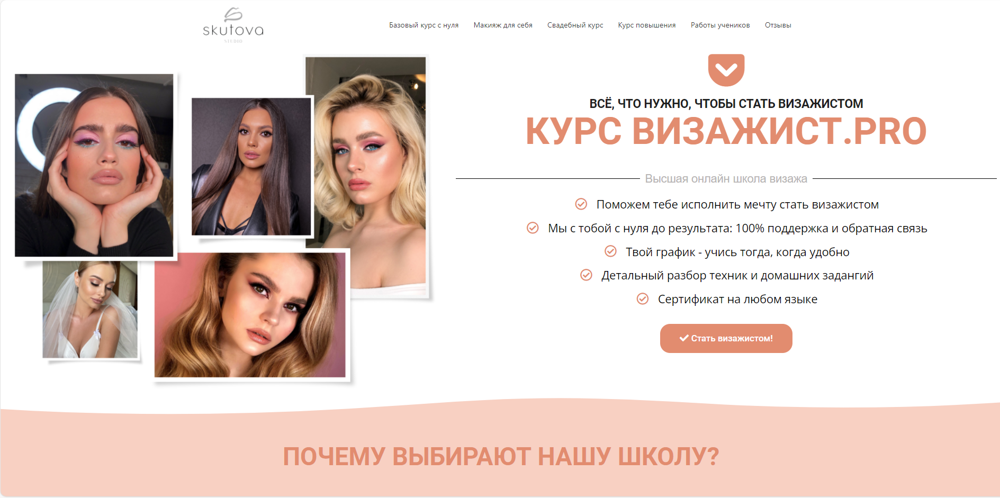 skutova
STUDIO
Базовый курс с нуля
Макияж для себя
Свадебный курс
Курс повышения
Работы учеников
Отзывы
ВСЁ, ЧТО НУЖНО, ЧТОБЫ СТАТЬ ВИЗАЖИСТОМ
КУРС ВИЗАЖИСТ.PRO
Высшая онлайн школа визажа
Поможем тебе исполнить мечту стать визажистом
Мы с тобой с нуля до результата: 100% поддержка и обратная связь
Твой график - учись тогда, когда удобно
Детальный разбор техник и домашних задангий
Сертификат на любом языке
Стать визажистом!
ПОЧЕМУ ВЫБИРАЮТ НАШУ ШКОЛУ?